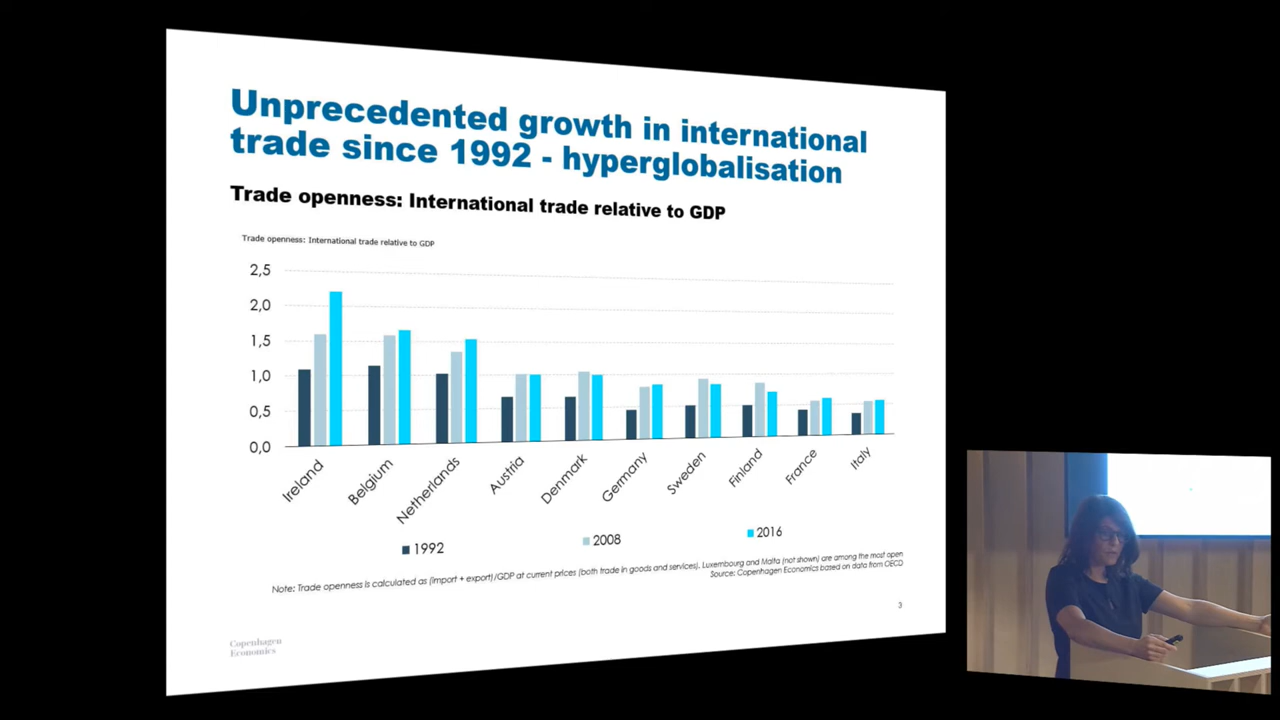 Unprecedented growth in international
trade since 1992 - hyperglobalisation
Trade openness: International trade relative to GDP
Trade openness: International trade relative to GDP
2,5
2,0
1,5
1,0
0,5
0,0
Ireland
Belgium
Netherlands
Austria
Denmark
Germany
Sweden
Finland
France
Italy
1992
2008
2016
Note: Trade openness is calculated as (import + export)/GDP at current prices (both trade in goods and services). Luxembourg and Malta (not shown) are among the most open
Source: Copenhagen Economics based on data from OECD
3
Copenhagen
Economics